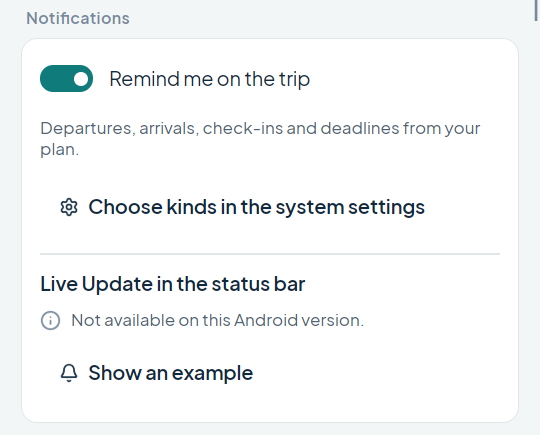 Notifications
Remind me on the trip
Departures, arrivals, check-ins and deadlines from your
plan.
Choose kinds in the system settings
Live Update in the status bar
Not available on this Android version.
Show an example